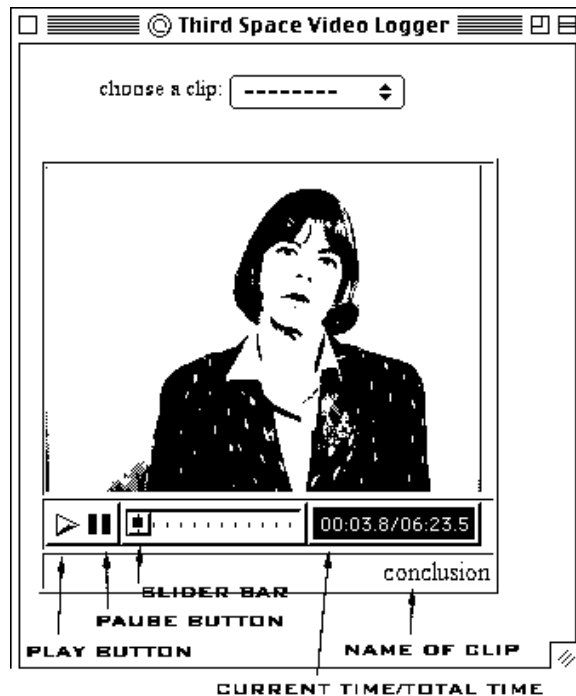 Third Space Video Logger
choose a clip: --------
00:03.8/06:23.5
conclusion
SLIDER BAR
PAUSE BUTTON
PLAY BUTTON
NAME OF CLIP
CURRENT TIME/TOTAL TIME